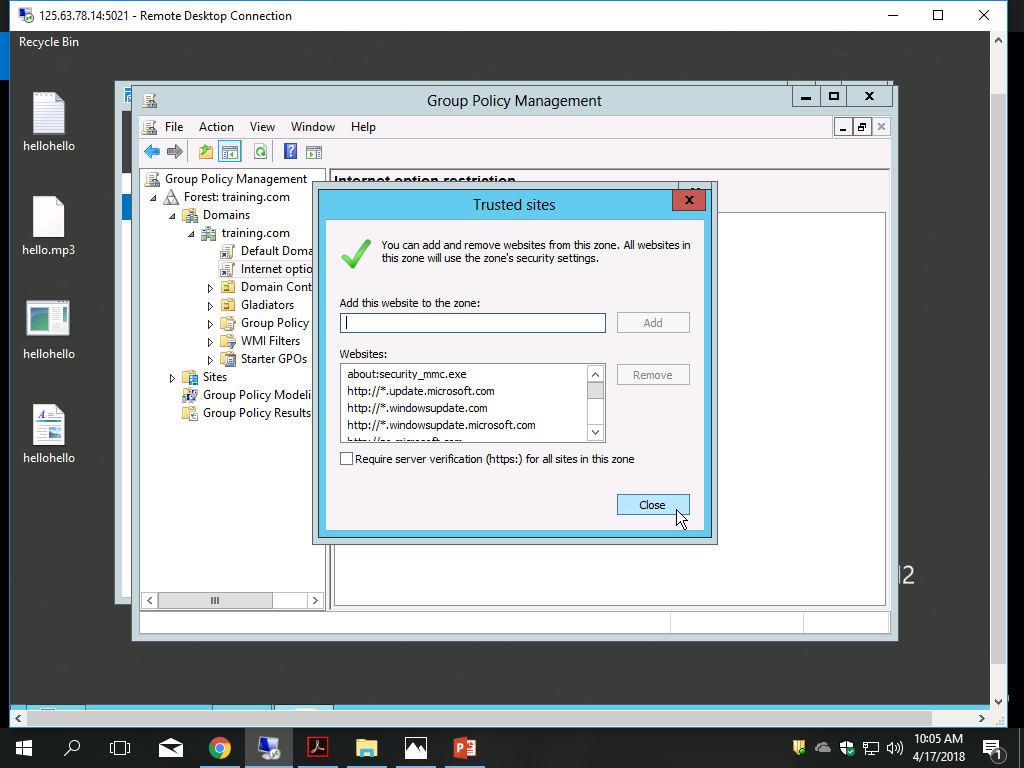 125.63.78.14:5021 - Remote Desktop Connection
Recycle Bin
hellohello
hello.mp3
hellohello
hellohello
Group Policy Management
File Action View Window Help
Group Policy Management
Forest: training.com
Domains
training.com
Default Doma
Internet optio
Domain Cont
Gladiators
Group Policy
WMI Filters
Starter GPOs
Sites
Group Policy Modeli
Group Policy Results
Internet option restriction
Trusted sites
You can add and remove websites from this zone. All websites in
this zone will use the zone's security settings.
Add this website to the zone:
Add
Websites:
about:security_mmc.exe
http://*.update.microsoft.com
http://*.windowsupdate.com
http://*.windowsupdate.microsoft.com
Remove
Require server verification (https:) for all sites in this zone
Close
12
10:05 AM
4/17/2018
1